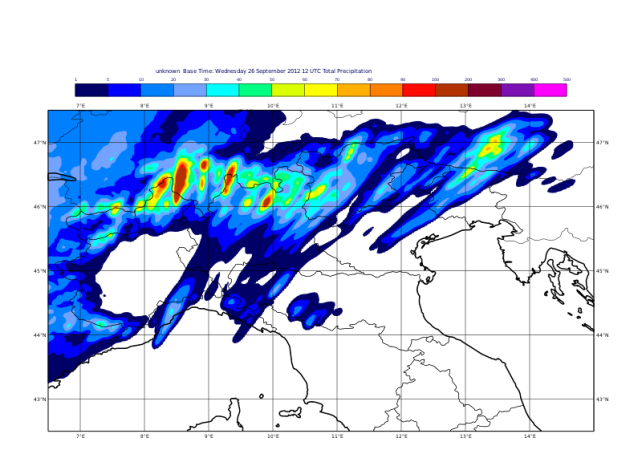 unknown Base Time: Wednesday 26 September 2012 12 UTC Total Precipitation
1 5 10 20 30 40 50 60 70 80 90 100 200 300 400 500
7°E 8°E 9°E 10°E 11°E 12°E 13°E 14°E
47°N 47°N
46°N 46°N
45°N 45°N
44°N 44°N
43°N 43°N
7°E 8°E 9°E 10°E 11°E 12°E 13°E 14°E